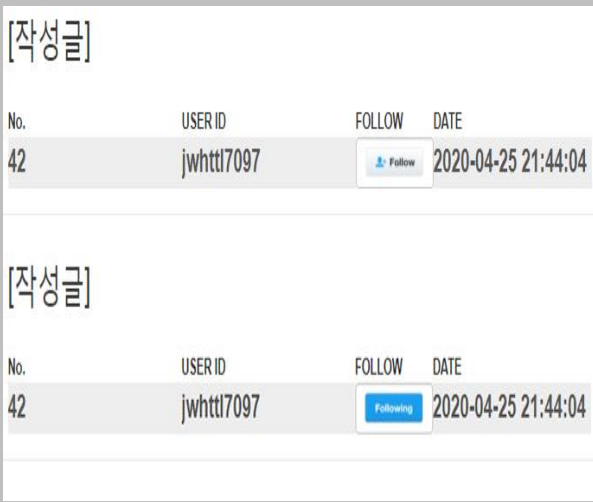 [작성글]
No. USER ID FOLLOW DATE
42 jwhttl7097 Follow 2020-04-25 21:44:04
[작성글]
No. USER ID FOLLOW DATE
42 jwhttl7097 Following 2020-04-25 21:44:04